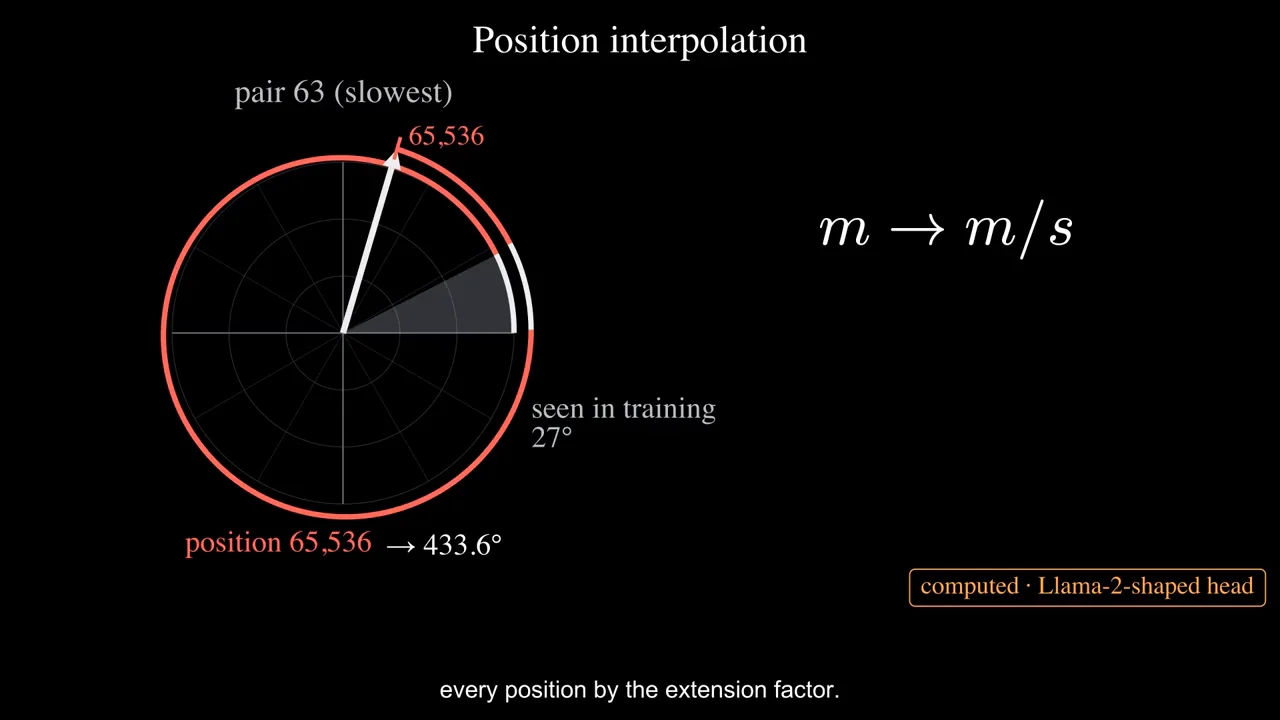 Position interpolation
pair 63 (slowest)
65,536
m → m/s
seen in training
27°
position 65,536 → 433.6°
computed · Llama-2-shaped head
every position by the extension factor.